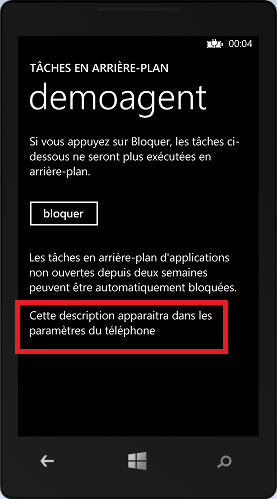 00:04
TÂCHES EN ARRIÈRE-PLAN
demoagent
Si vous appuyez sur Bloquer, les tâches ci-
dessous ne seront plus exécutées en
arrière-plan.
bloquer
Les tâches en arrière-plan d'applications
non ouvertes depuis deux semaines
peuvent être automatiquement bloquées.
Cette description apparaitra dans les
paramètres du téléphone